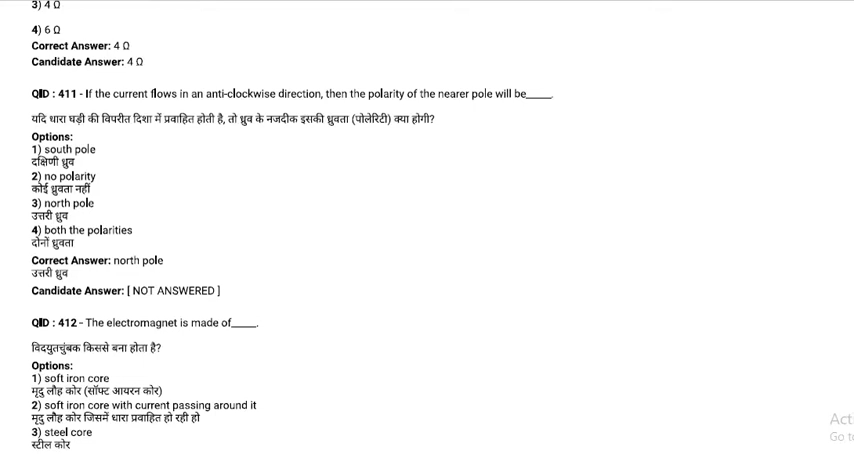 3) 4 Ω
4) 6 Ω
Correct Answer: 4 Ω
Candidate Answer: 4 Ω
QID : 411 - If the current flows in an anti-clockwise direction, then the polarity of the nearer pole will be_____.
यदि धारा घड़ी की विपरीत दिशा में प्रवाहित होती है, तो ध्रुव के नजदीक इसकी ध्रुवता (पोलेरिटी) क्या होगी?
Options:
1) south pole
दक्षिणी ध्रुव
2) no polarity
कोई ध्रुवता नहीं
3) north pole
उत्तरी ध्रुव
4) both the polarities
दोनों ध्रुवता
Correct Answer: north pole
उत्तरी ध्रुव
Candidate Answer: [ NOT ANSWERED ]
QID : 412 - The electromagnet is made of_____.
विद्युतचुंबक किससे बना होता है?
Options:
1) soft iron core
मृदु लौह कोर (सॉफ्ट आयरन कोर)
2) soft iron core with current passing around it
मृदु लौह कोर जिसमें धारा प्रवाहित हो रही हो
3) steel core
स्टील कोर
Act
Go to